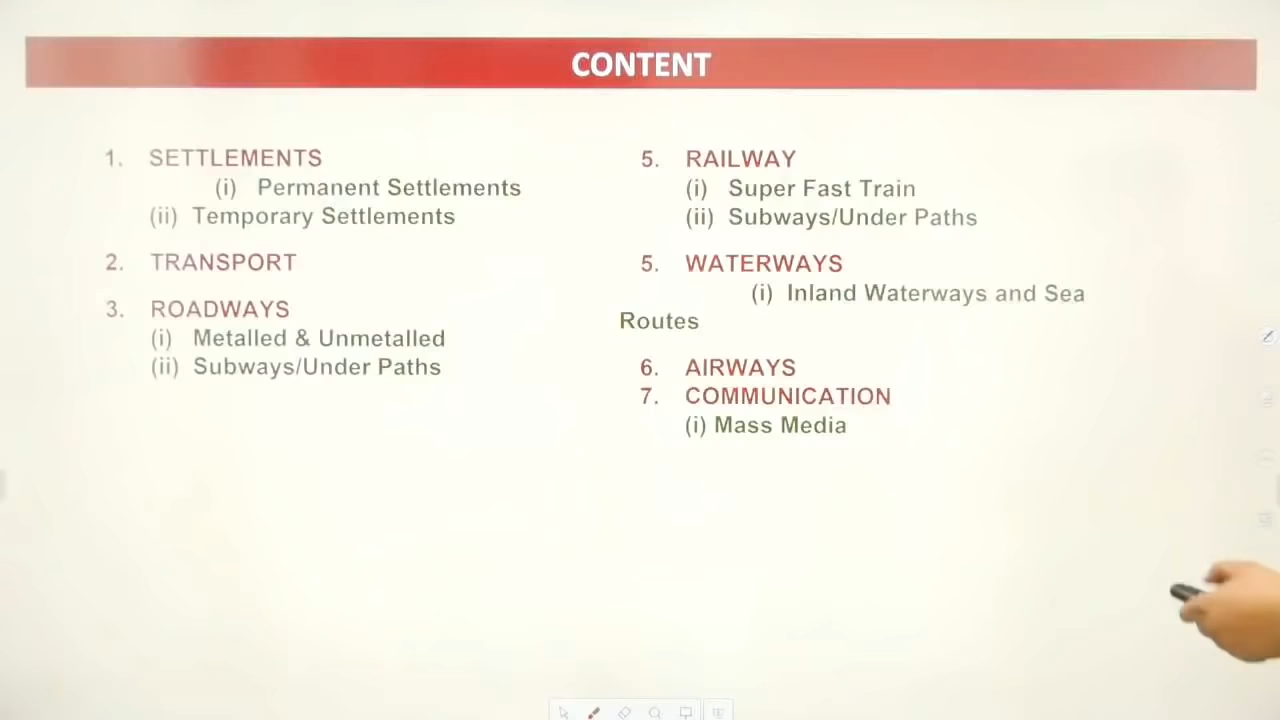 CONTENT
1. SETTLEMENTS
(i) Permanent Settlements
(ii) Temporary Settlements
2. TRANSPORT
3. ROADWAYS
(i) Metalled & Unmetalled
(ii) Subways/Under Paths
5. RAILWAY
(i) Super Fast Train
(ii) Subways/Under Paths
5. WATERWAYS
(i) Inland Waterways and Sea
Routes
6. AIRWAYS
7. COMMUNICATION
(i) Mass Media